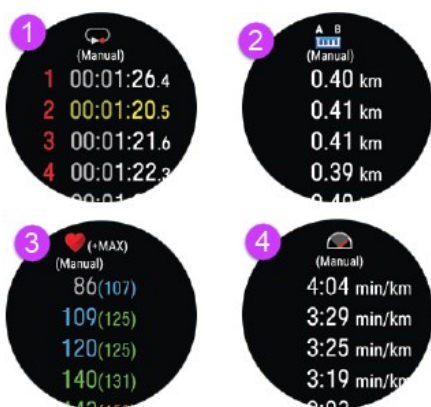 1
(Manual)
1 00:01:26.4
2 00:01:20.5
3 00:01:21.6
4 00:01:22.3
2
A B
(Manual)
0.40 km
0.41 km
0.41 km
0.39 km
3
(+MAX)
(Manual)
86(107)
109(125)
120(125)
140(131)
4
(Manual)
4:04 min/km
3:29 min/km
3:25 min/km
3:19 min/km